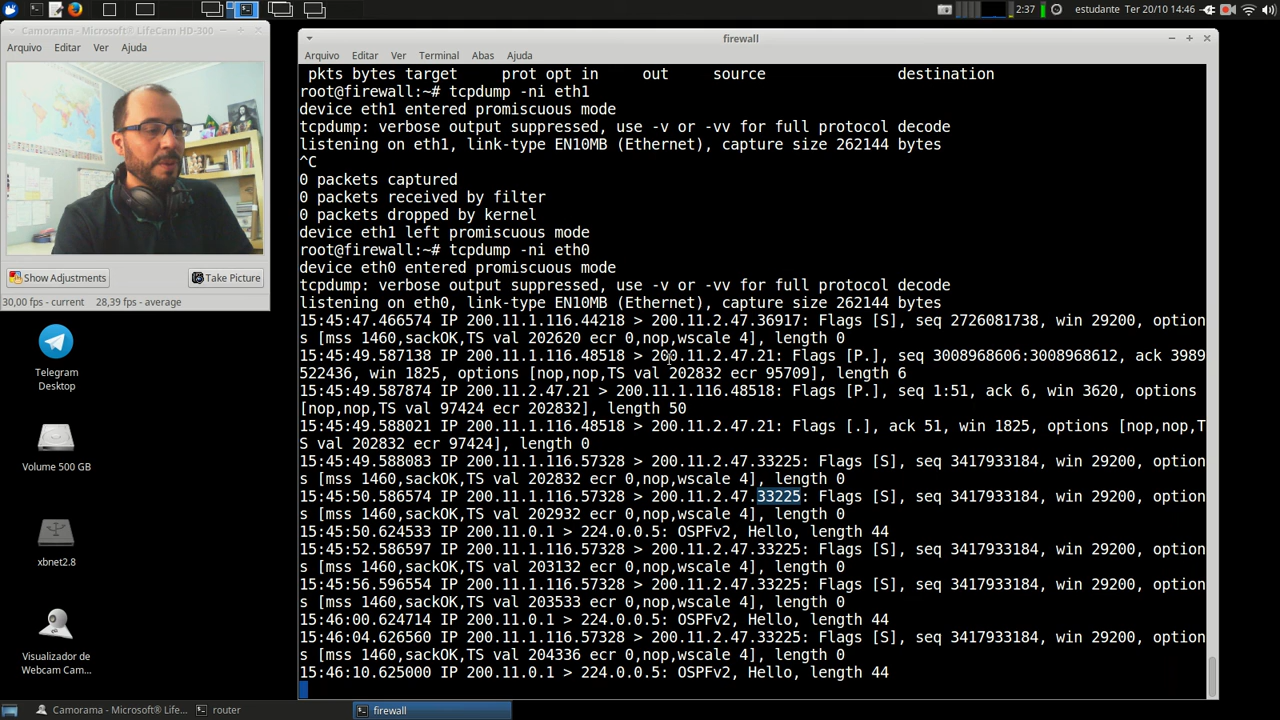 2:37 estudante Ter 20/10 14:46
Camorama - Microsoft® LifeCam HD-300
Arquivo Editar Ver Ajuda
Show Adjustments Take Picture
30,00 fps - current 28,39 fps - average
Telegram
Desktop
Volume 500 GB
xbnet2.8
Visualizador de
Webcam Cam...
firewall
Arquivo Editar Ver Terminal Abas Ajuda
pkts bytes target prot opt in out source destination
root@firewall:~# tcpdump -ni eth1
device eth1 entered promiscuous mode
tcpdump: verbose output suppressed, use -v or -vv for full protocol decode
listening on eth1, link-type EN10MB (Ethernet), capture size 262144 bytes
^C
0 packets captured
0 packets received by filter
0 packets dropped by kernel
device eth1 left promiscuous mode
root@firewall:~# tcpdump -ni eth0
device eth0 entered promiscuous mode
tcpdump: verbose output suppressed, use -v or -vv for full protocol decode
listening on eth0, link-type EN10MB (Ethernet), capture size 262144 bytes
15:45:47.466574 IP 200.11.1.116.44218 > 200.11.2.47.36917: Flags [S], seq 2726081738, win 29200, option
s [mss 1460,sackOK,TS val 202620 ecr 0,nop,wscale 4], length 0
15:45:49.587138 IP 200.11.1.116.48518 > 200.11.2.47.21: Flags [P.], seq 3008968606:3008968612, ack 3989
522436, win 1825, options [nop,nop,TS val 202832 ecr 95709], length 6
15:45:49.587874 IP 200.11.2.47.21 > 200.11.1.116.48518: Flags [P.], seq 1:51, ack 6, win 3620, options
[nop,nop,TS val 97424 ecr 202832], length 50
15:45:49.588021 IP 200.11.1.116.48518 > 200.11.2.47.21: Flags [.], ack 51, win 1825, options [nop,nop,T
S val 202832 ecr 97424], length 0
15:45:49.588083 IP 200.11.1.116.57328 > 200.11.2.47.33225: Flags [S], seq 3417933184, win 29200, option
s [mss 1460,sackOK,TS val 202832 ecr 0,nop,wscale 4], length 0
15:45:50.586574 IP 200.11.1.116.57328 > 200.11.2.47.33225: Flags [S], seq 3417933184, win 29200, option
s [mss 1460,sackOK,TS val 202932 ecr 0,nop,wscale 4], length 0
15:45:50.624533 IP 200.11.0.1 > 224.0.0.5: OSPFv2, Hello, length 44
15:45:52.586597 IP 200.11.1.116.57328 > 200.11.2.47.33225: Flags [S], seq 3417933184, win 29200, option
s [mss 1460,sackOK,TS val 203132 ecr 0,nop,wscale 4], length 0
15:45:56.596554 IP 200.11.1.116.57328 > 200.11.2.47.33225: Flags [S], seq 3417933184, win 29200, option
s [mss 1460,sackOK,TS val 203533 ecr 0,nop,wscale 4], length 0
15:46:00.624714 IP 200.11.0.1 > 224.0.0.5: OSPFv2, Hello, length 44
15:46:04.626560 IP 200.11.1.116.57328 > 200.11.2.47.33225: Flags [S], seq 3417933184, win 29200, option
s [mss 1460,sackOK,TS val 204336 ecr 0,nop,wscale 4], length 0
15:46:10.625000 IP 200.11.0.1 > 224.0.0.5: OSPFv2, Hello, length 44
Camorama - Microsoft® LifeC... router firewall